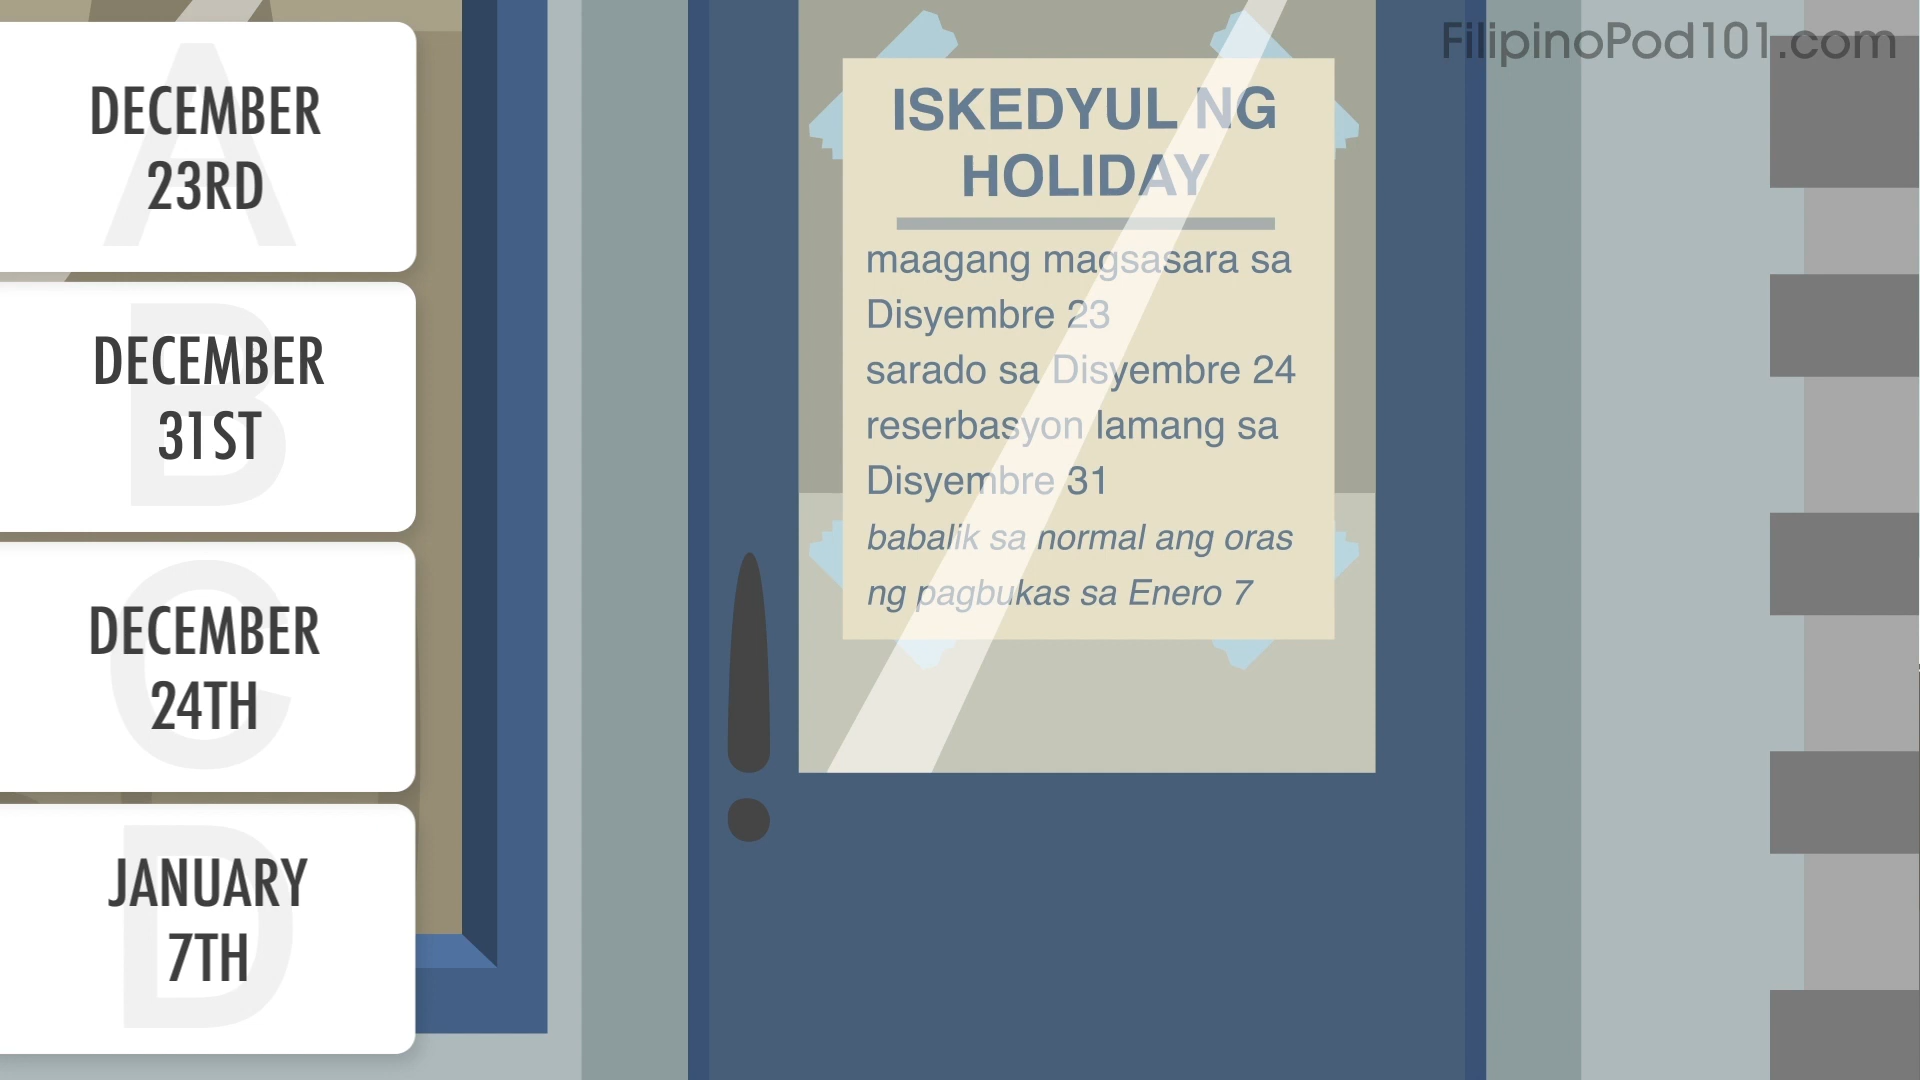 FilipinoPod101.com
A
DECEMBER
23RD
B
DECEMBER
31ST
C
DECEMBER
24TH
D
JANUARY
7TH
ISKEDYUL NG
HOLIDAY
maagang magsasara sa
Disyembre 23
sarado sa Disyembre 24
reserbasyon lamang sa
Disyembre 31
babalik sa normal ang oras
ng pagbukas sa Enero 7